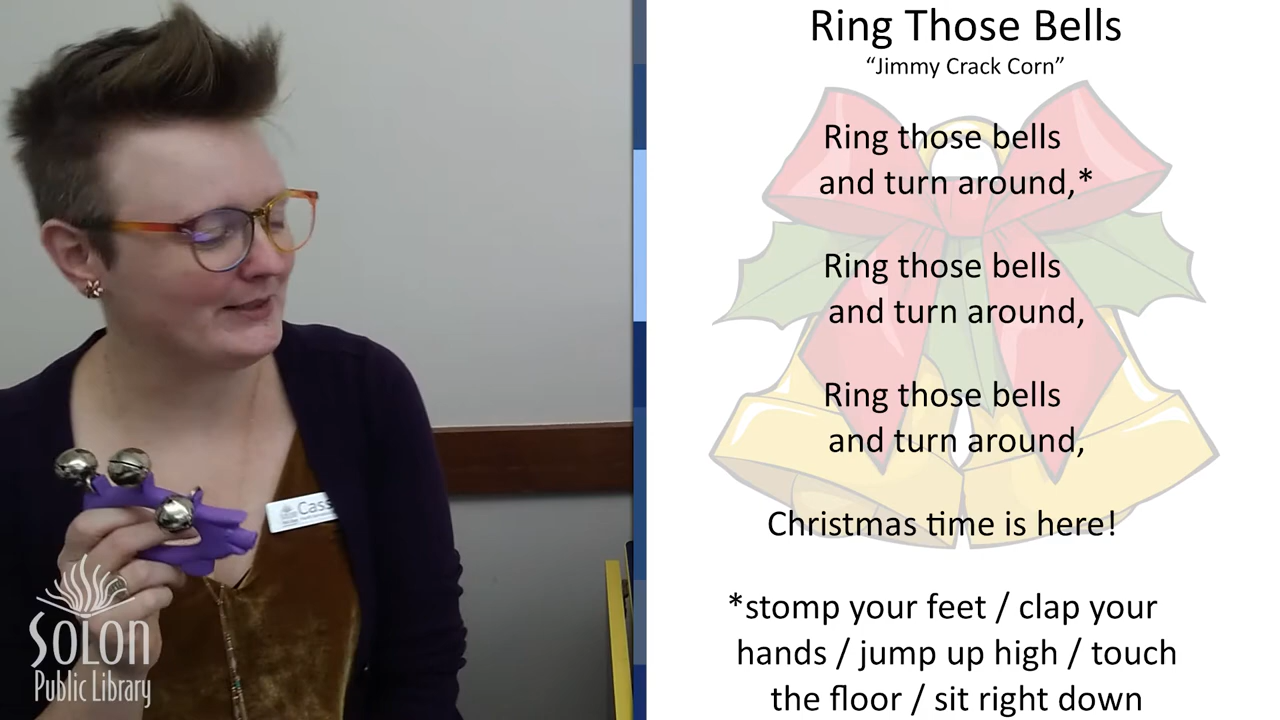 Ring Those Bells
“Jimmy Crack Corn”
Ring those bells
and turn around,*
Ring those bells
and turn around,
Ring those bells
and turn around,
Christmas time is here!
*stomp your feet / clap your
hands / jump up high / touch
the floor / sit right down
Cass
SOLON
Public Library